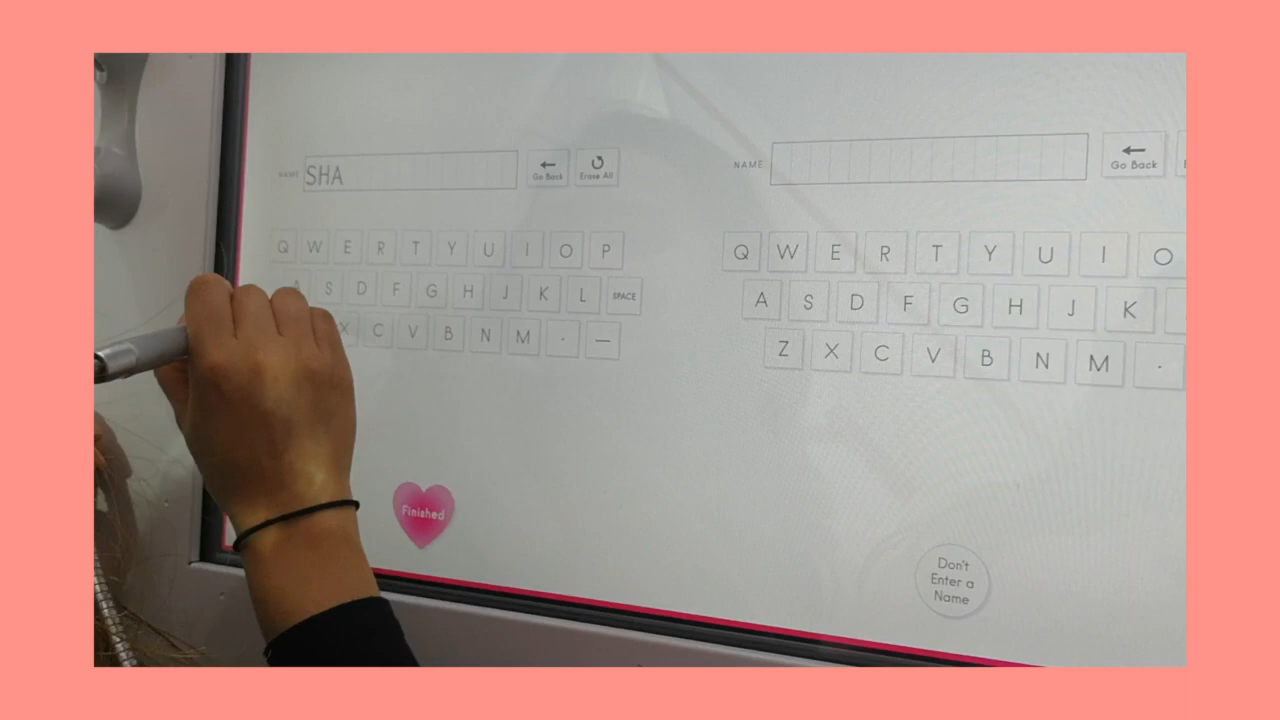 NAME SHA Go Back Erase All
Q W E R T Y U I O P
A S D F G H J K L SPACE
X C V B N M . —
Finished
NAME Go Back
Q W E R T Y U I O
A S D F G H J K
Z X C V B N M .
Don't
Enter a
Name